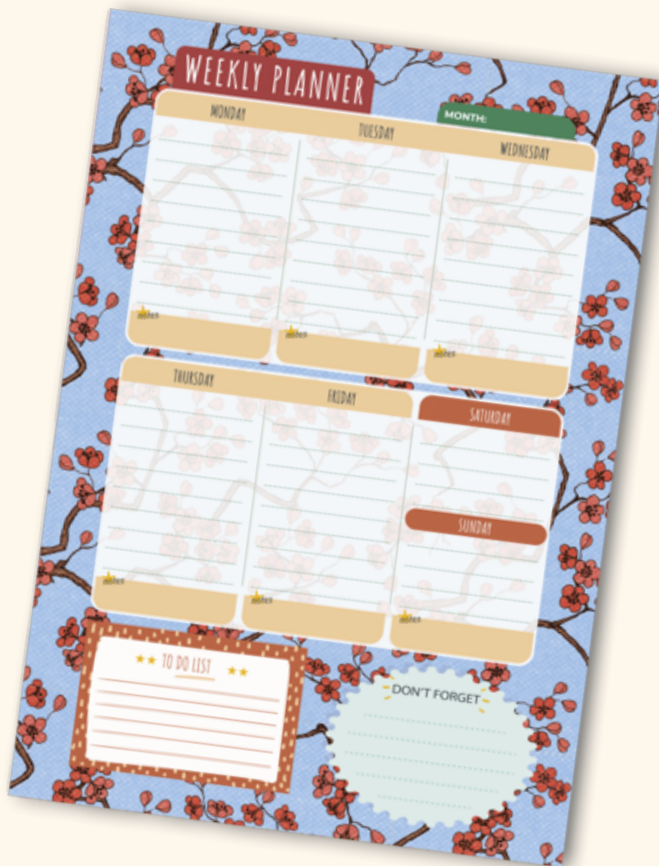 WEEKLY PLANNER
MONTH:
MONDAY
TUESDAY
WEDNESDAY
notes
notes
notes
THURSDAY
FRIDAY
SATURDAY
SUNDAY
notes
notes
notes
TO DO LIST
DON'T FORGET